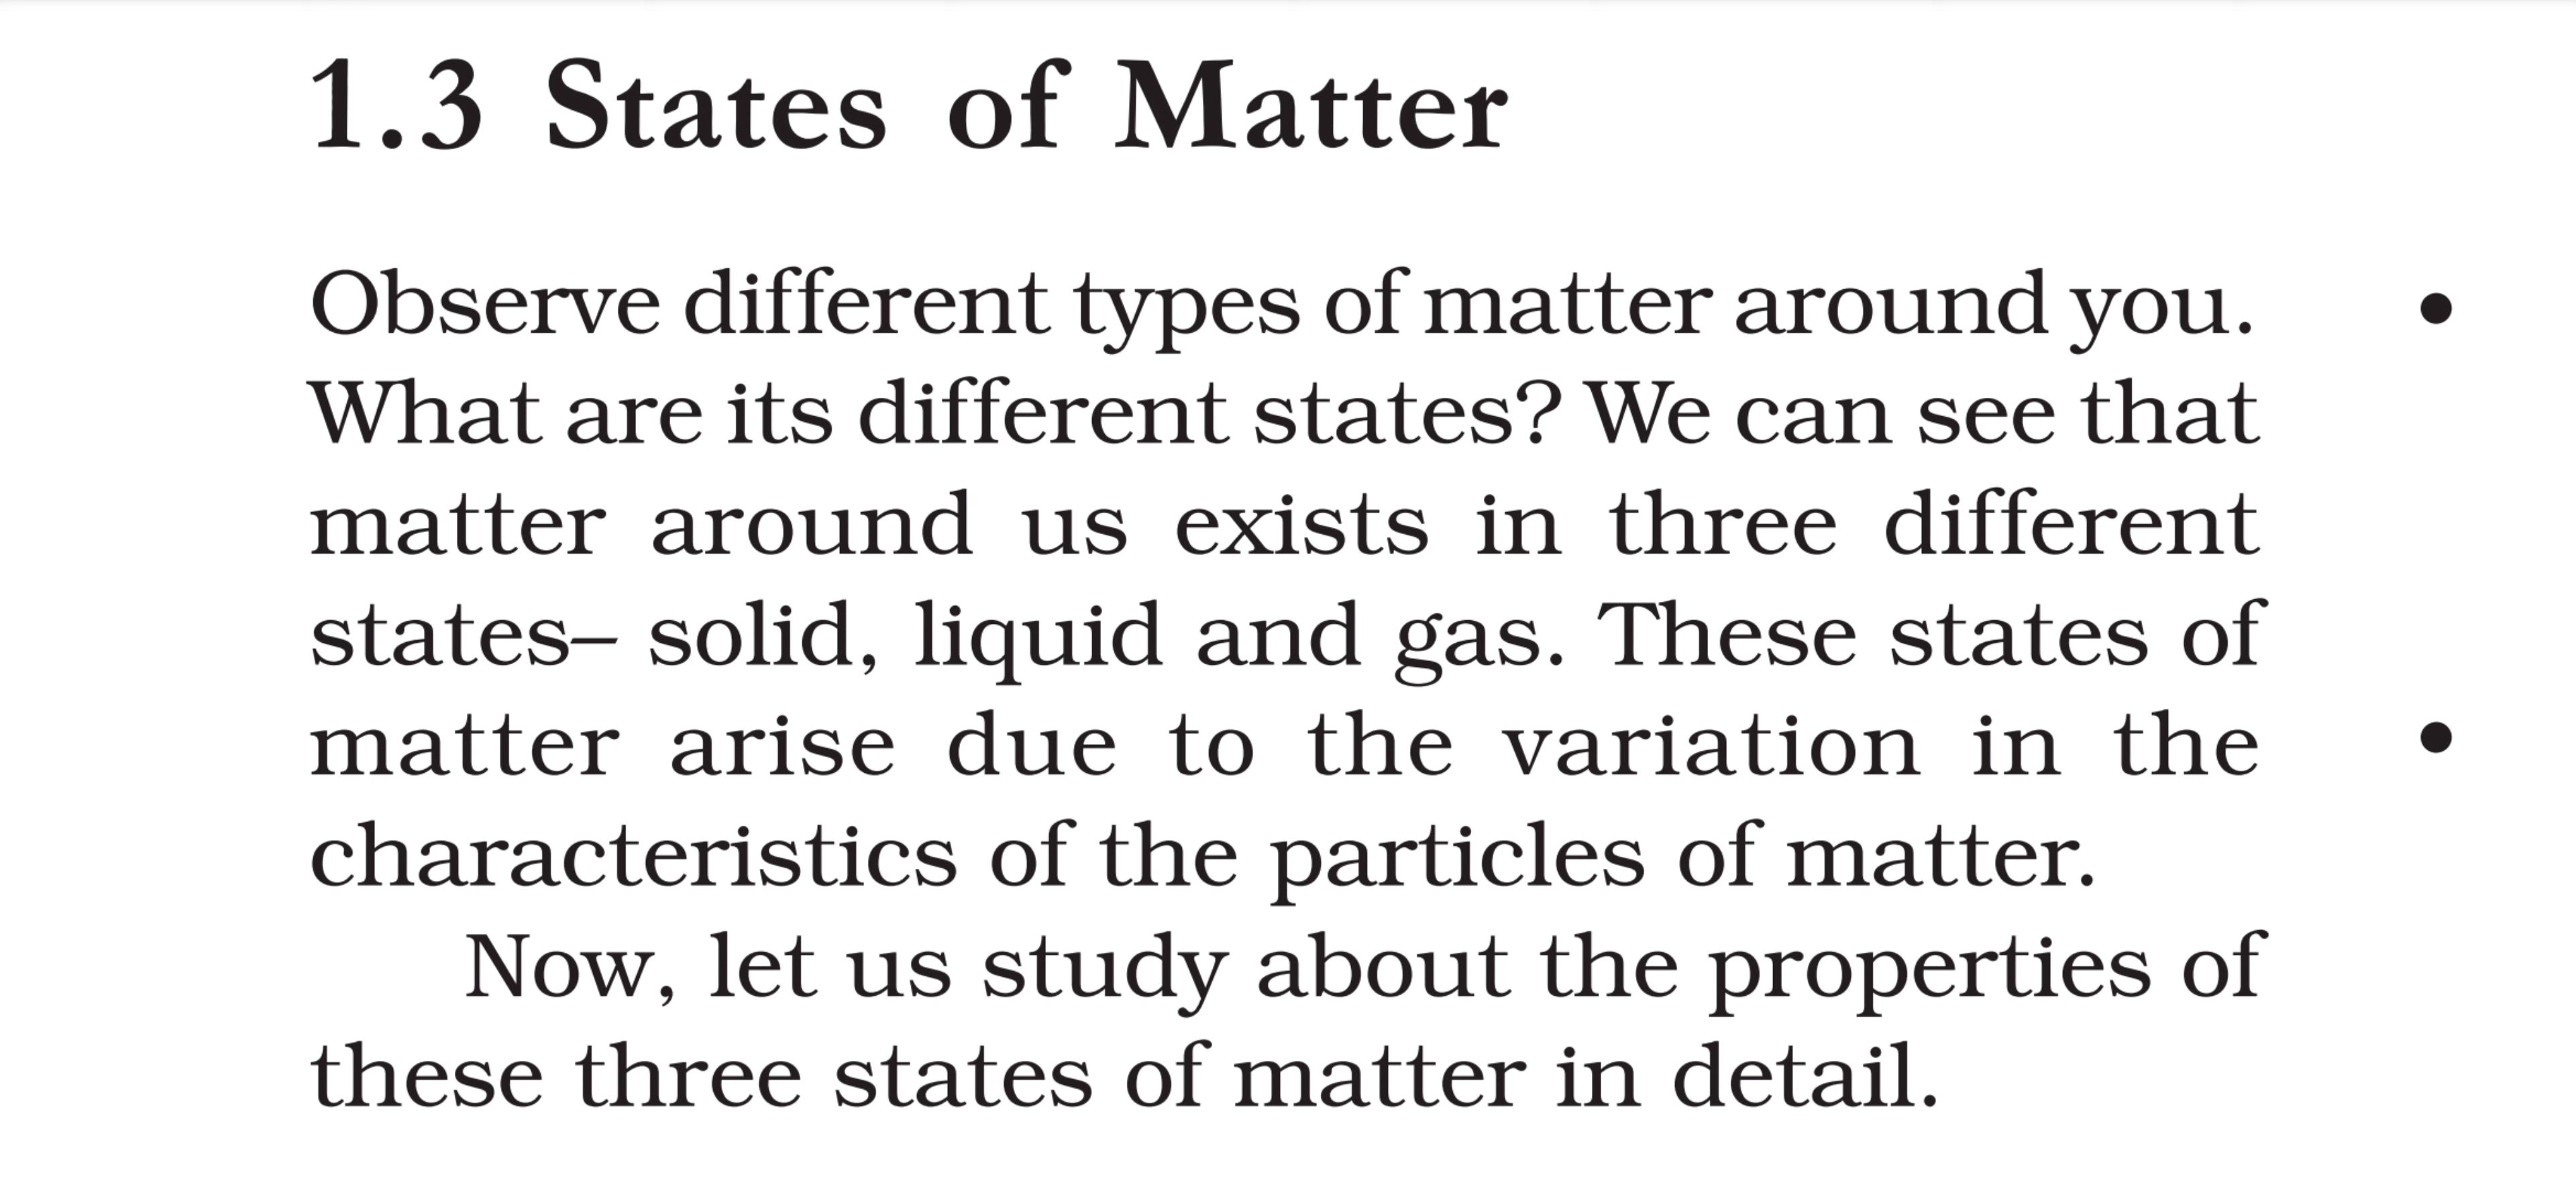 1.3 States of Matter
Observe different types of matter around you.
What are its different states? We can see that
matter around us exists in three different
states– solid, liquid and gas. These states of
matter arise due to the variation in the
characteristics of the particles of matter.
Now, let us study about the properties of
these three states of matter in detail.
•
•